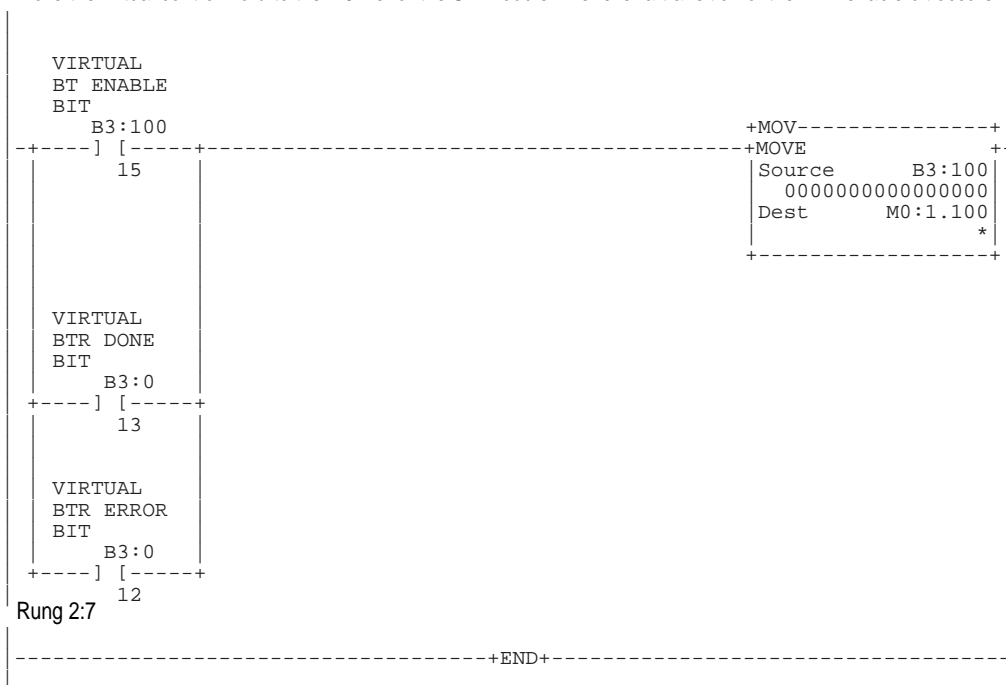 VIRTUAL
BT ENABLE
BIT
B3:100
+MOV---------------+
-+----] [-----+------------------------------------------+MOVE +-
15 |Source B3:100|
0000000000000000|
|Dest M0:1.100|
*|
+------------------+
VIRTUAL
BTR DONE
BIT
B3:0
+----] [-----+
13
VIRTUAL
BTR ERROR
BIT
B3:0
+----] [-----+
12
Rung 2:7
-------------------------------------+END+------------------------------------